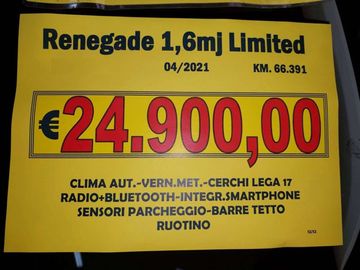 Renegade 1,6mj Limited
04/2021 KM. 66.391
€24.900,00
CLIMA AUT.-VERN.MET.-CERCHI LEGA 17
RADIO+BLUETOOTH-INTEGR.SMARTPHONE
SENSORI PARCHEGGIO-BARRE TETTO
RUOTINO